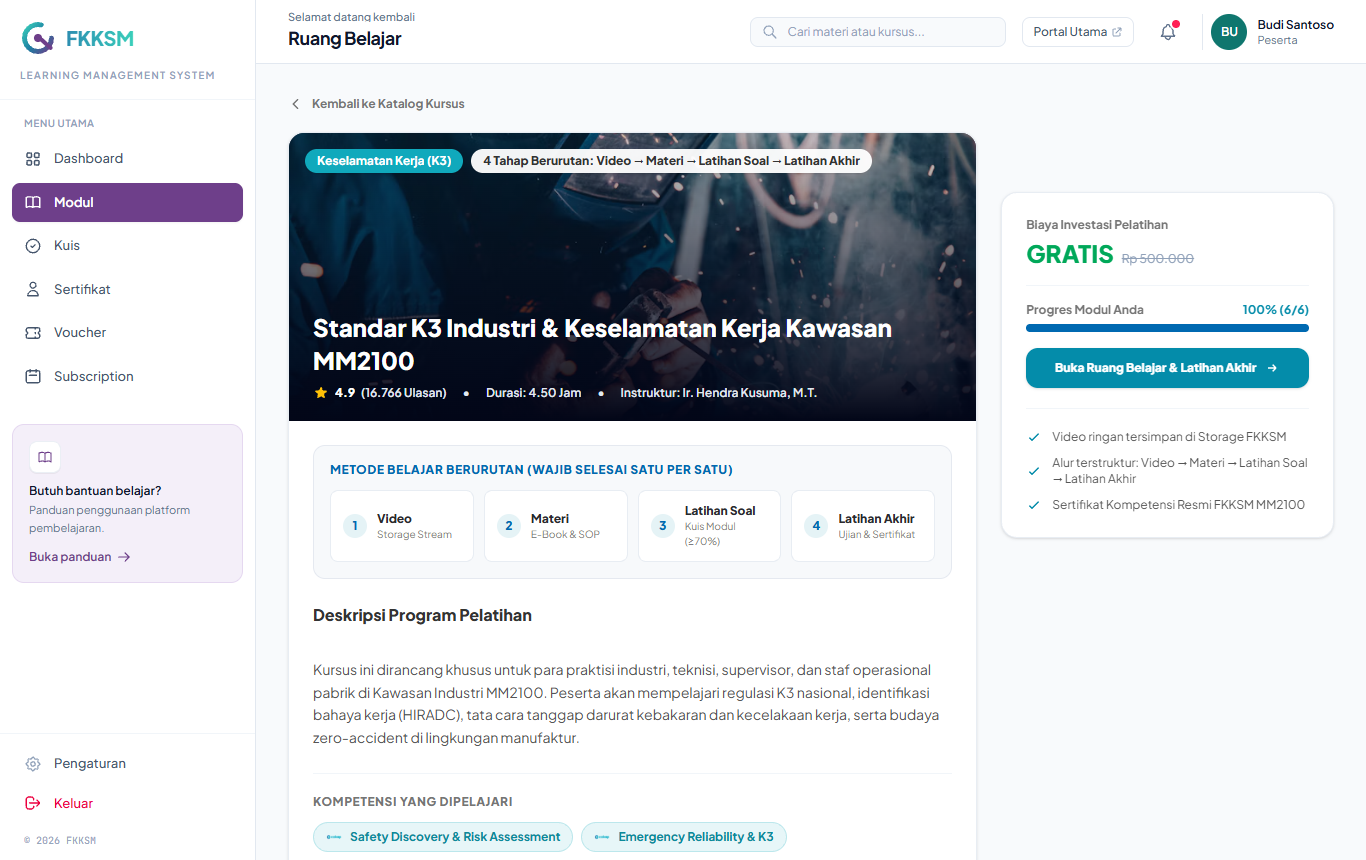 FKKSM
LEARNING MANAGEMENT SYSTEM
MENU UTAMA
Dashboard
Modul
Kuis
Sertifikat
Voucher
Subscription
Butuh bantuan belajar?
Panduan penggunaan platform
pembelajaran.
Buka panduan →
Pengaturan
Keluar
© 2026 FKKSM
Selamat datang kembali
Ruang Belajar
Cari materi atau kursus...
Portal Utama
BU
Budi Santoso
Peserta
Kembali ke Katalog Kursus
Keselamatan Kerja (K3)
4 Tahap Berurutan: Video → Materi → Latihan Soal → Latihan Akhir
Standar K3 Industri & Keselamatan Kerja Kawasan
MM2100
4.9 (16.766 Ulasan) • Durasi: 4.50 Jam • Instruktur: Ir. Hendra Kusuma, M.T.
METODE BELAJAR BERURUTAN (WAJIB SELESAI SATU PER SATU)
1
Video
Storage Stream
2
Materi
E-Book & SOP
3
Latihan Soal
Kuis Modul
(≥70%)
4
Latihan Akhir
Ujian & Sertifikat
Deskripsi Program Pelatihan
Kursus ini dirancang khusus untuk para praktisi industri, teknisi, supervisor, dan staf operasional
pabrik di Kawasan Industri MM2100. Peserta akan mempelajari regulasi K3 nasional, identifikasi
bahaya kerja (HIRADC), tata cara tanggap darurat kebakaran dan kecelakaan kerja, serta budaya
zero-accident di lingkungan manufaktur.
KOMPETENSI YANG DIPELAJARI
Safety Discovery & Risk Assessment
Emergency Reliability & K3
Biaya Investasi Pelatihan
GRATIS Rp 500.000
Progres Modul Anda 100% (6/6)
Buka Ruang Belajar & Latihan Akhir →
Video ringan tersimpan di Storage FKKSM
Alur terstruktur: Video → Materi → Latihan Soal
→ Latihan Akhir
Sertifikat Kompetensi Resmi FKKSM MM2100